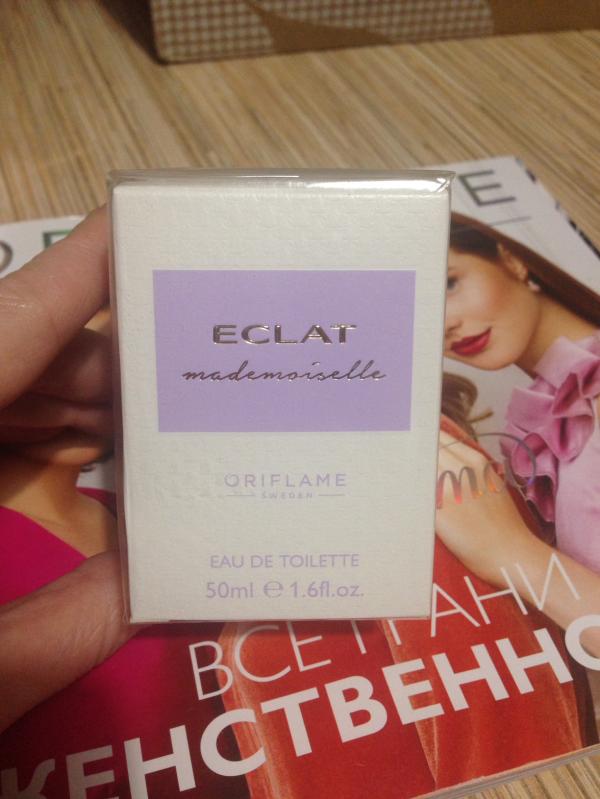 ECLAT
mademoiselle
ORIFLAME
SWEDEN
EAU DE TOILETTE
50ml ℮ 1.6fl.oz.
ВСЕ ГРАНИ